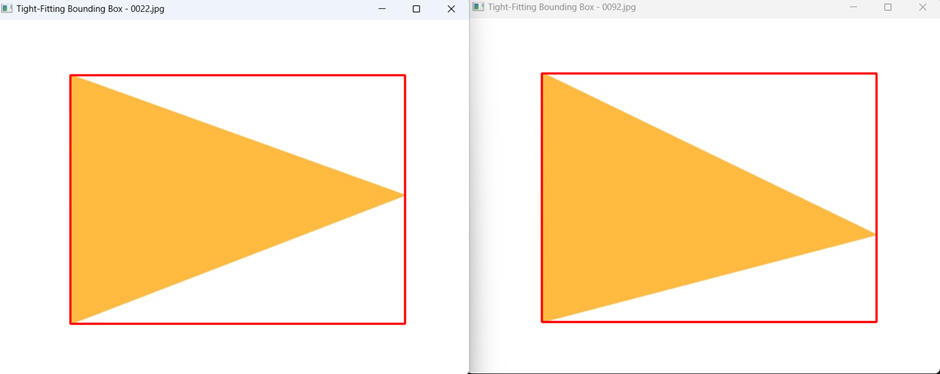 Tight-Fitting Bounding Box - 0022.jpg
Tight-Fitting Bounding Box - 0092.jpg